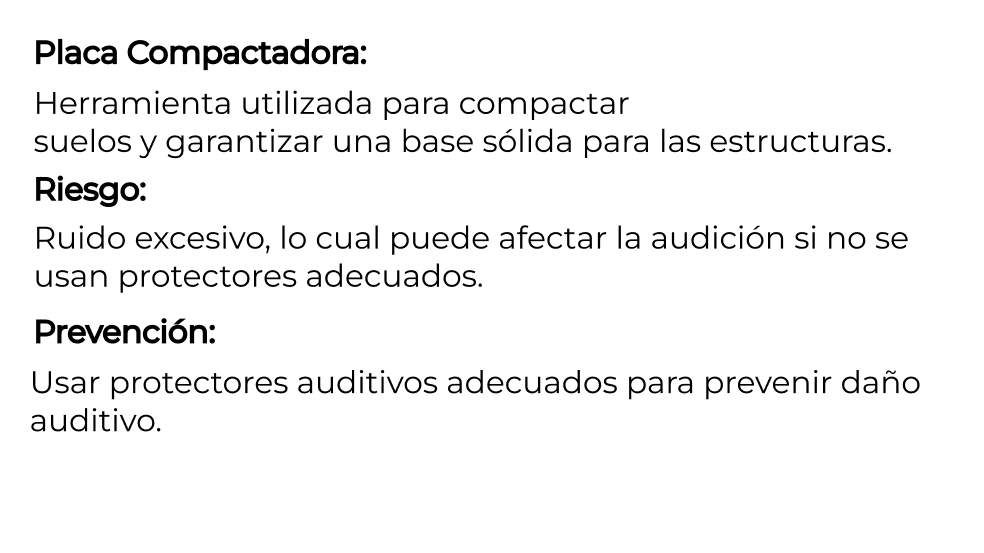 Placa Compactadora:
Herramienta utilizada para compactar
suelos y garantizar una base sólida para las estructuras.
Riesgo:
Ruido excesivo, lo cual puede afectar la audición si no se
usan protectores adecuados.
Prevención:
Usar protectores auditivos adecuados para prevenir daño
auditivo.